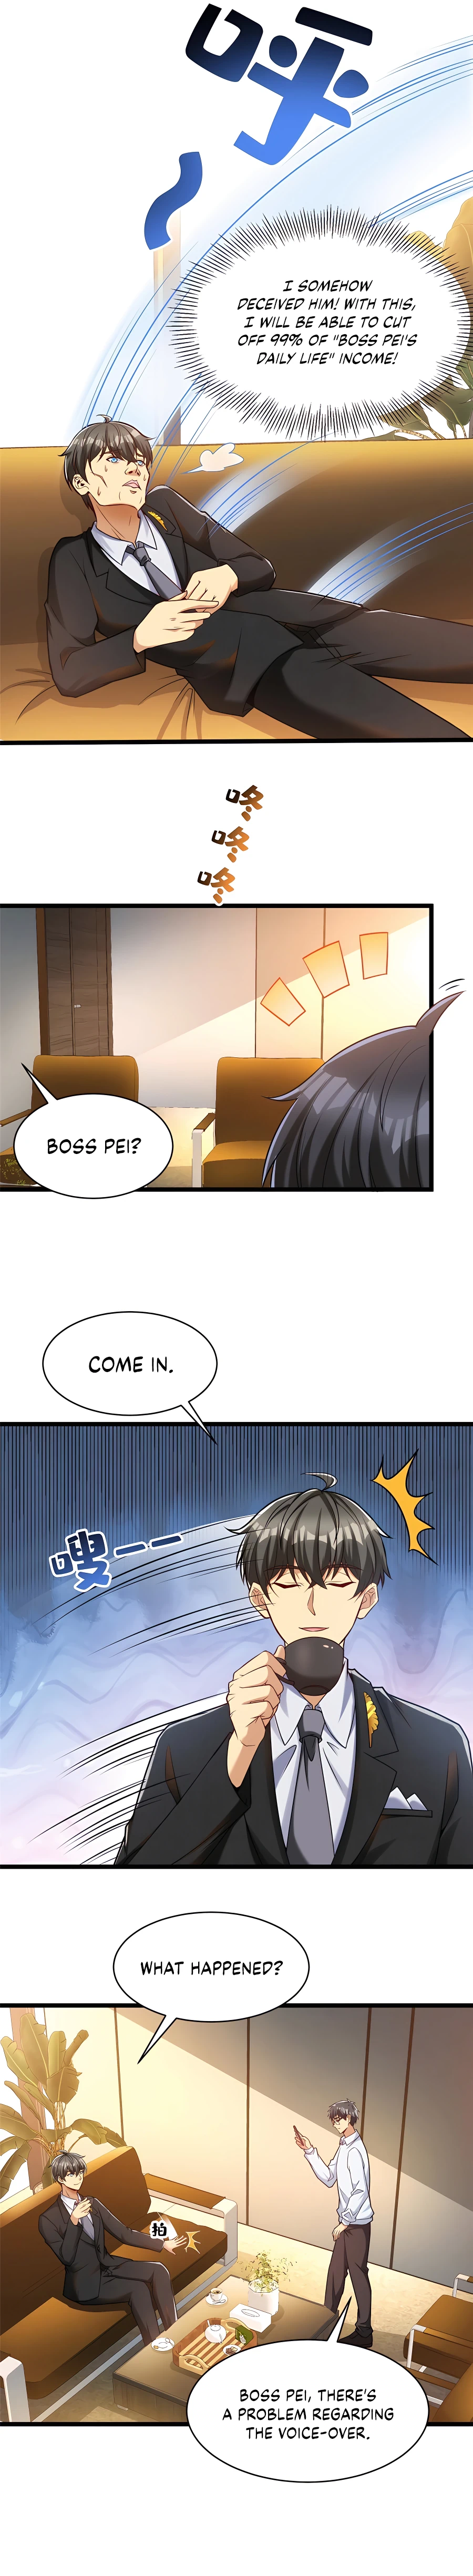 呼
I SOMEHOW
DECEIVED HIM! WITH THIS,
I WILL BE ABLE TO CUT
OFF 99% OF "BOSS PEI'S
DAILY LIFE" INCOME!
咚
咚
咚
BOSS PEI?
COME IN.
嗖——
WHAT HAPPENED?
拍
BOSS PEI, THERE'S
A PROBLEM REGARDING
THE VOICE-OVER.